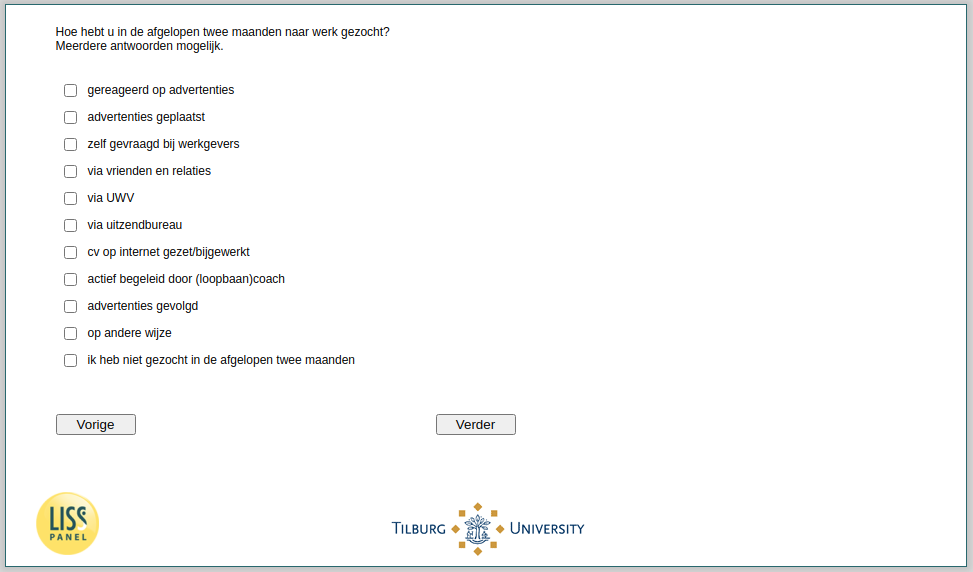 Hoe hebt u in de afgelopen twee maanden naar werk gezocht?
Meerdere antwoorden mogelijk.
gereageerd op advertenties
advertenties geplaatst
zelf gevraagd bij werkgevers
via vrienden en relaties
via UWV
via uitzendbureau
cv op internet gezet/bijgewerkt
actief begeleid door (loopbaan)coach
advertenties gevolgd
op andere wijze
ik heb niet gezocht in de afgelopen twee maanden
Vorige
Verder
LISS
PANEL
TILBURG UNIVERSITY